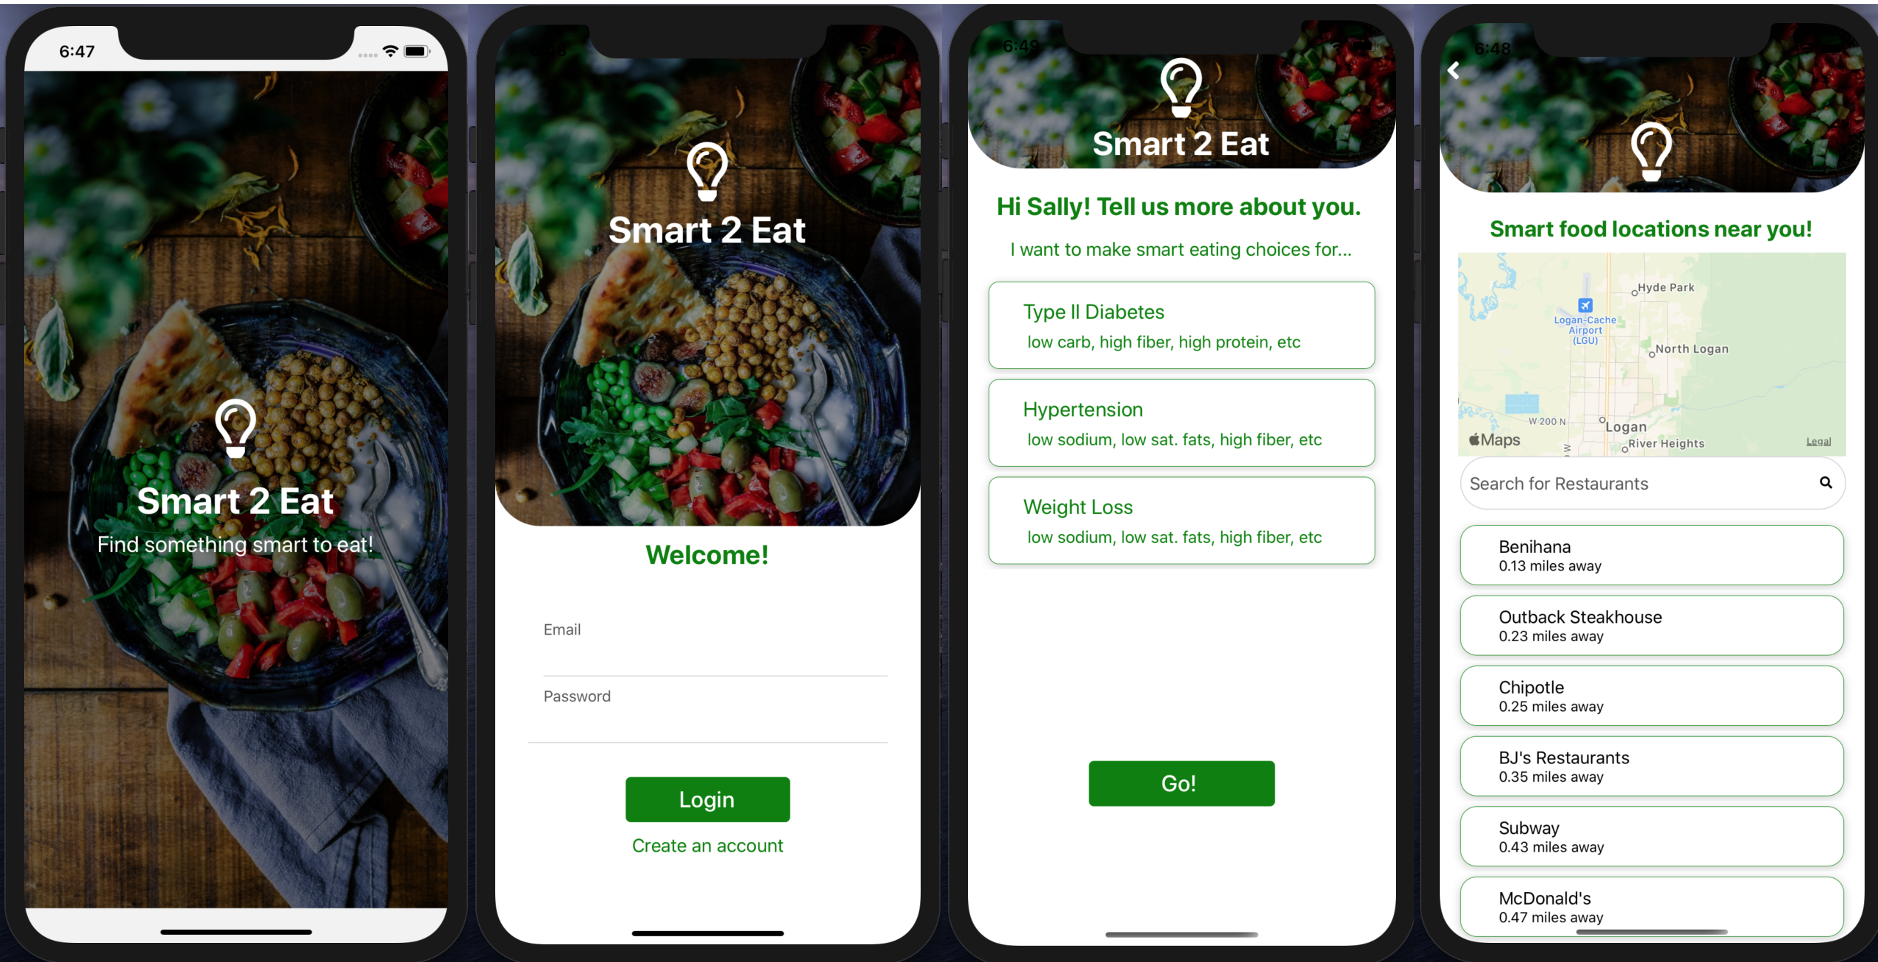 6:47
Smart 2 Eat
Find something smart to eat!
Smart 2 Eat
Welcome!
Email
Password
Login
Create an account
6:49
Smart 2 Eat
Hi Sally! Tell us more about you.
I want to make smart eating choices for...
Type II Diabetes
low carb, high fiber, high protein, etc
Hypertension
low sodium, low sat. fats, high fiber, etc
Weight Loss
low sodium, low sat. fats, high fiber, etc
Go!
6:48
Smart food locations near you!
Hyde Park
Logan-Cache
Airport
(LGU)
North Logan
W 200 N
Logan
River Heights
W
Maps
Legal
Search for Restaurants
Benihana
0.13 miles away
Outback Steakhouse
0.23 miles away
Chipotle
0.25 miles away
BJ's Restaurants
0.35 miles away
Subway
0.43 miles away
McDonald's
0.47 miles away